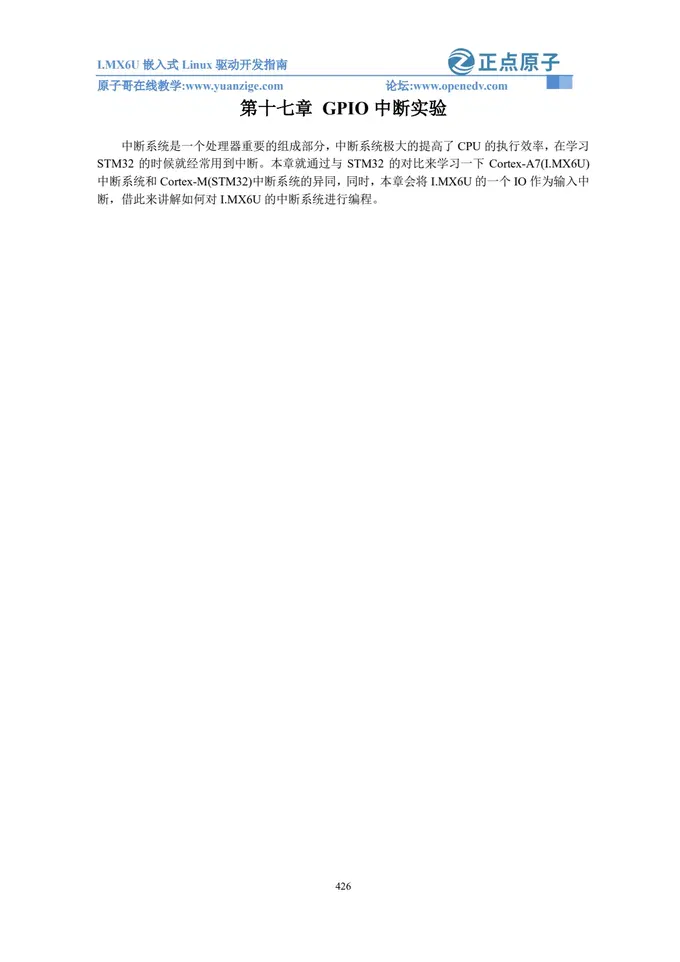 I.MX6U 嵌入式 Linux 驱动开发指南
正点原子
原子哥在线教学:www.yuanzige.com 论坛:www.openedv.com
第十七章 GPIO 中断实验
中断系统是一个处理器重要的组成部分，中断系统极大的提高了 CPU 的执行效率，在学习
STM32 的时候就经常用到中断。本章就通过与 STM32 的对比来学习一下 Cortex-A7(I.MX6U)
中断系统和 Cortex-M(STM32)中断系统的异同，同时，本章会将 I.MX6U 的一个 IO 作为输入中
断，借此来讲解如何对 I.MX6U 的中断系统进行编程。
426